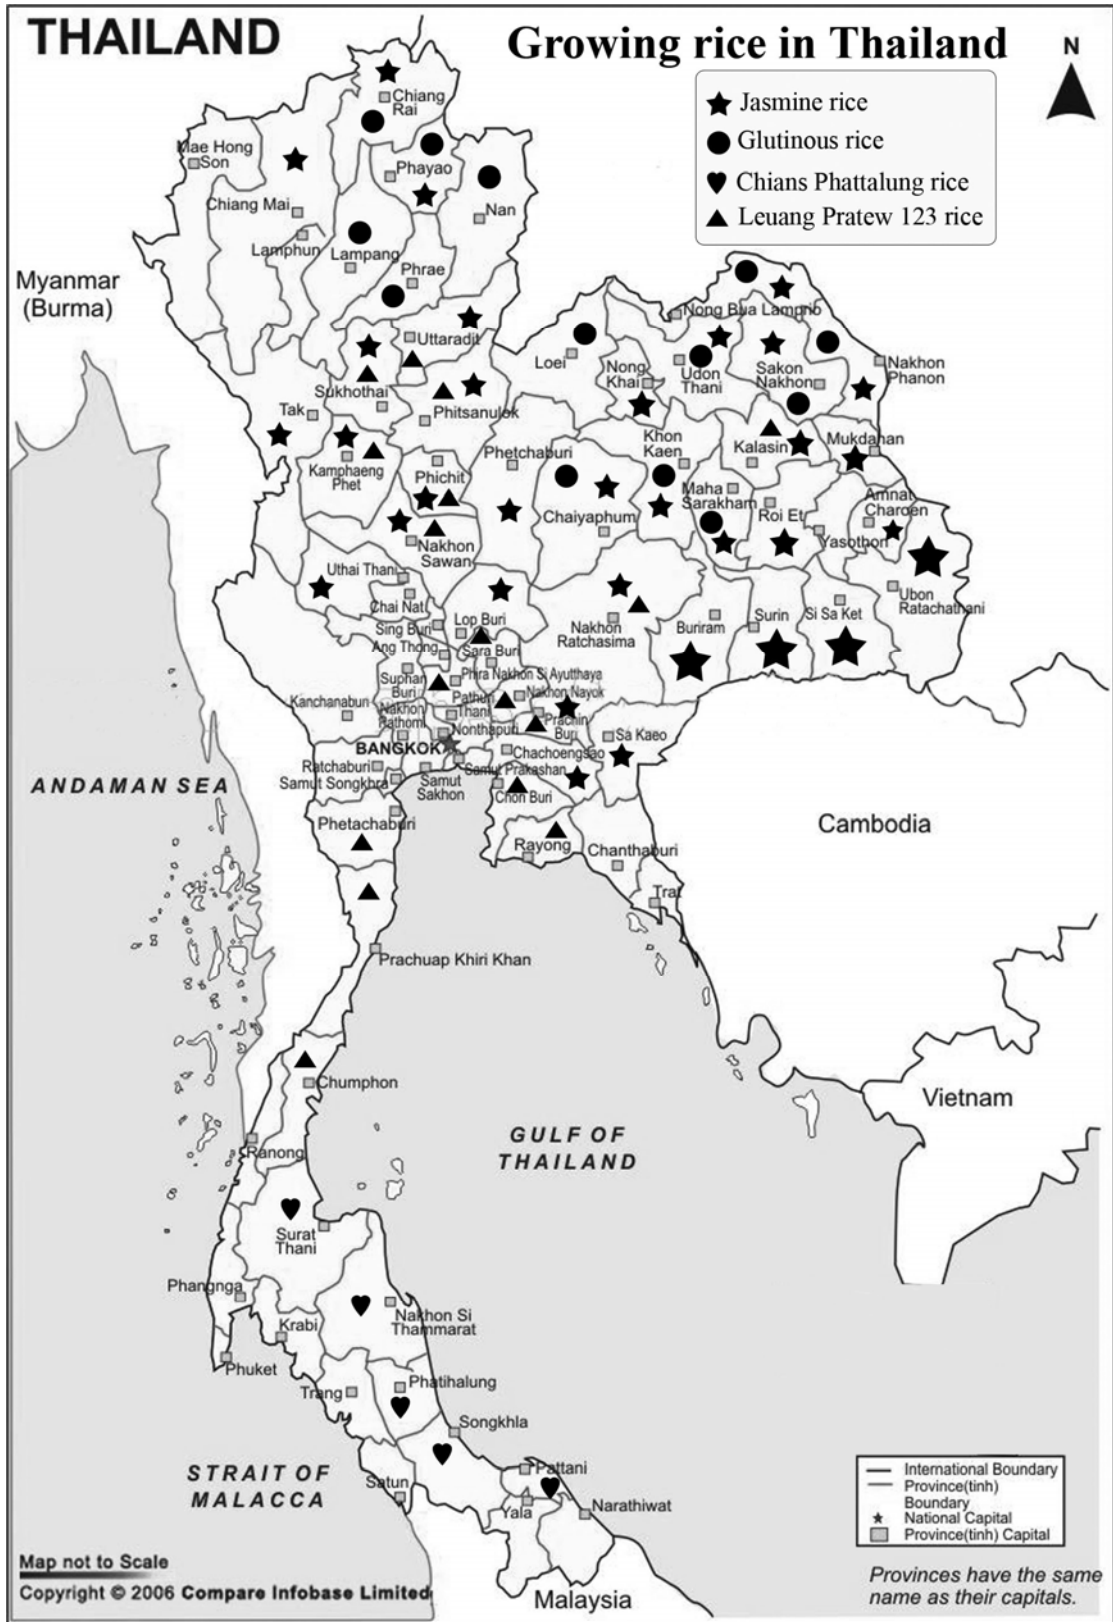 THAILAND
Growing rice in Thailand
N
Jasmine rice
Glutinous rice
Chians Phattalung rice
Leuang Pratew 123 rice
Chiang
Rai
Mae Hong
Son
Phayao
Chiang Mai
Nan
Lamphun
Lampang
Phrae
Myanmar
(Burma)
Nong Bua Lamprio
Uttaradit
Loei
Nong
Khai
Udon
Thani
Sakon
Nakhon
Nakhon
Phanon
Sukhothai
Tak
Phitsanulok
Khon
Kaen
Kalasin
Mukdahan
Phetchaburi
Kamphaeng
Phet
Phichit
Maha
Sarakham
Roi Et
Amnat
Charoen
Chaiyaphum
Yasothon
Nakhon
Sawan
Uthai Thani
Chai Nat
Ubon
Ratachathani
Lop Buri
Sing Buri
Nakhon
Ratchasima
Buriram
Surin
Si Sa Ket
Ang Thong
Sara Buri
Suphan
Buri
Phira Nakhon Si Ayutthaya
Kanchanaburi
Pathun
Thani
Nakhon Nayok
Nakhon
Pathoml
Nonthapuri
Prachin
Buri
Sa Kaeo
BANGKOK
Chachoengsao
Ratchaburi
Samut Prakashan
Samut Songkhra
Samut
Sakhon
Chon Buri
ANDAMAN SEA
Phetachaburi
Rayong
Chanthaburi
Cambodia
Trat
Prachuap Khiri Khan
Chumphon
Vietnam
GULF OF
THAILAND
Ranong
Surat
Thani
Phangnga
Krabi
Nakhon Si
Thammarat
Phuket
Trang
Phatihalung
Songkhla
STRAIT OF
MALACCA
Satun
Pattani
Yala
Narathiwat
International Boundary
Province(tinh)
Boundary
National Capital
Province(tinh) Capital
Map not to Scale
Copyright © 2006 Compare Infobase Limited
Malaysia
Provinces have the same
name as their capitals.